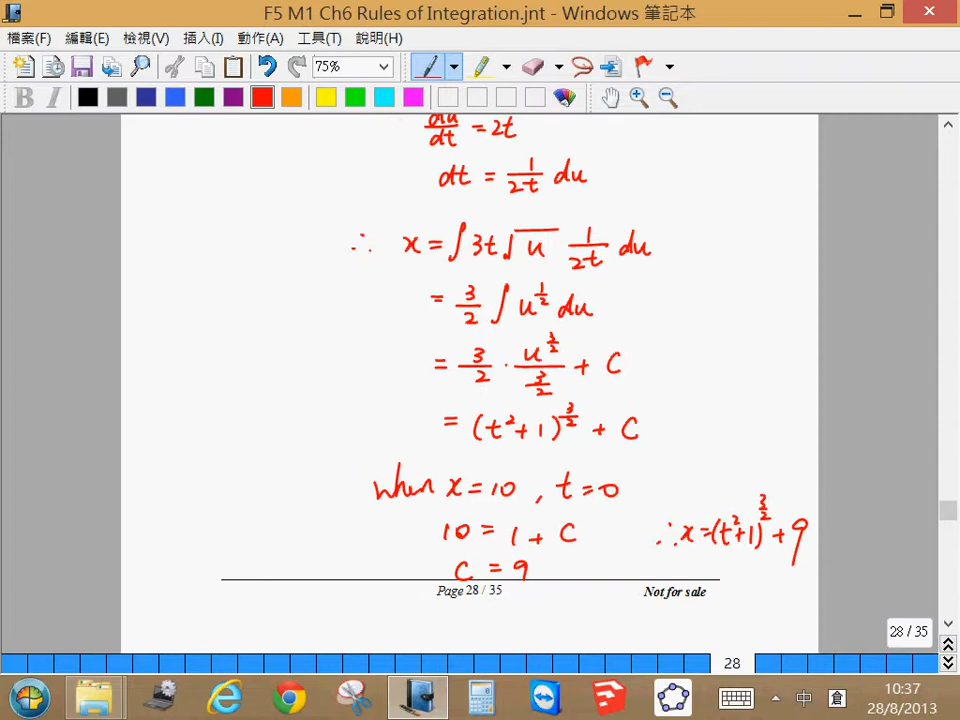 F5 M1 Ch6 Rules of Integration.jnt - Windows 筆記本
檔案(F) 編輯(E) 檢視(V) 插入(I) 動作(A) 工具(T) 說明(H)
75%
B I
du/dt = 2t
dt = 1/2t du
∴ x = ∫ 3t √u 1/2t du
= 3/2 ∫ u^1/2 du
= 3/2 · u^3/2 / 3/2 + C
= (t²+1)^3/2 + C
when x = 10 , t = 0
10 = 1 + C
∴ x = (t²+1)^3/2 + 9
C = 9
Page 28 / 35 Not for sale
28 / 35
28
中 倉 10:37
28/8/2013